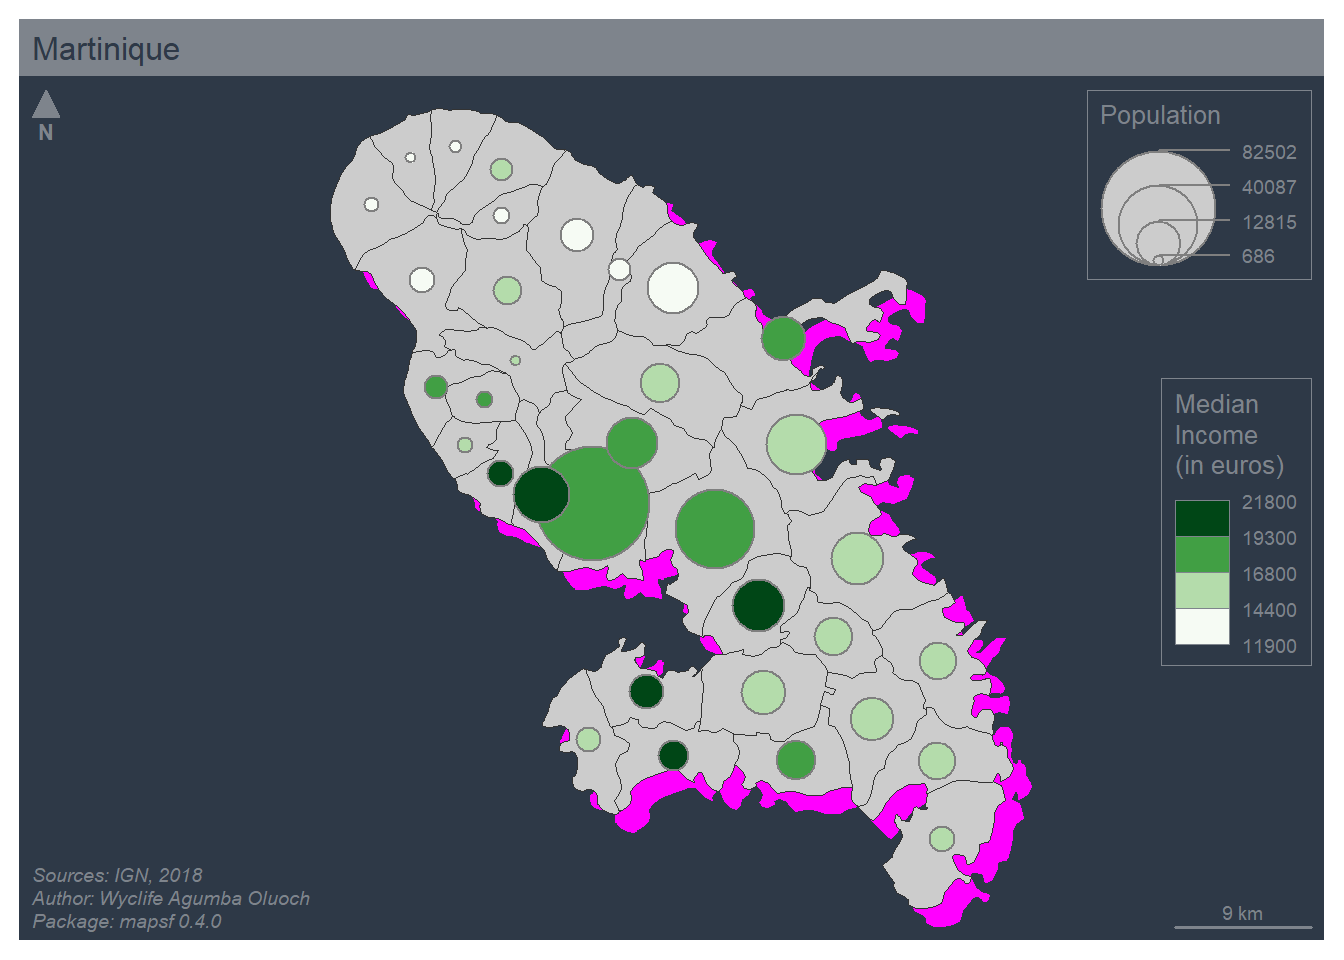 Martinique
N
Population
82502
40087
12815
686
Median
Income
(in euros)
21800
19300
16800
14400
11900
Sources: IGN, 2018
Author: Wyclife Agumba Oluoch
Package: mapsf 0.4.0
9 km